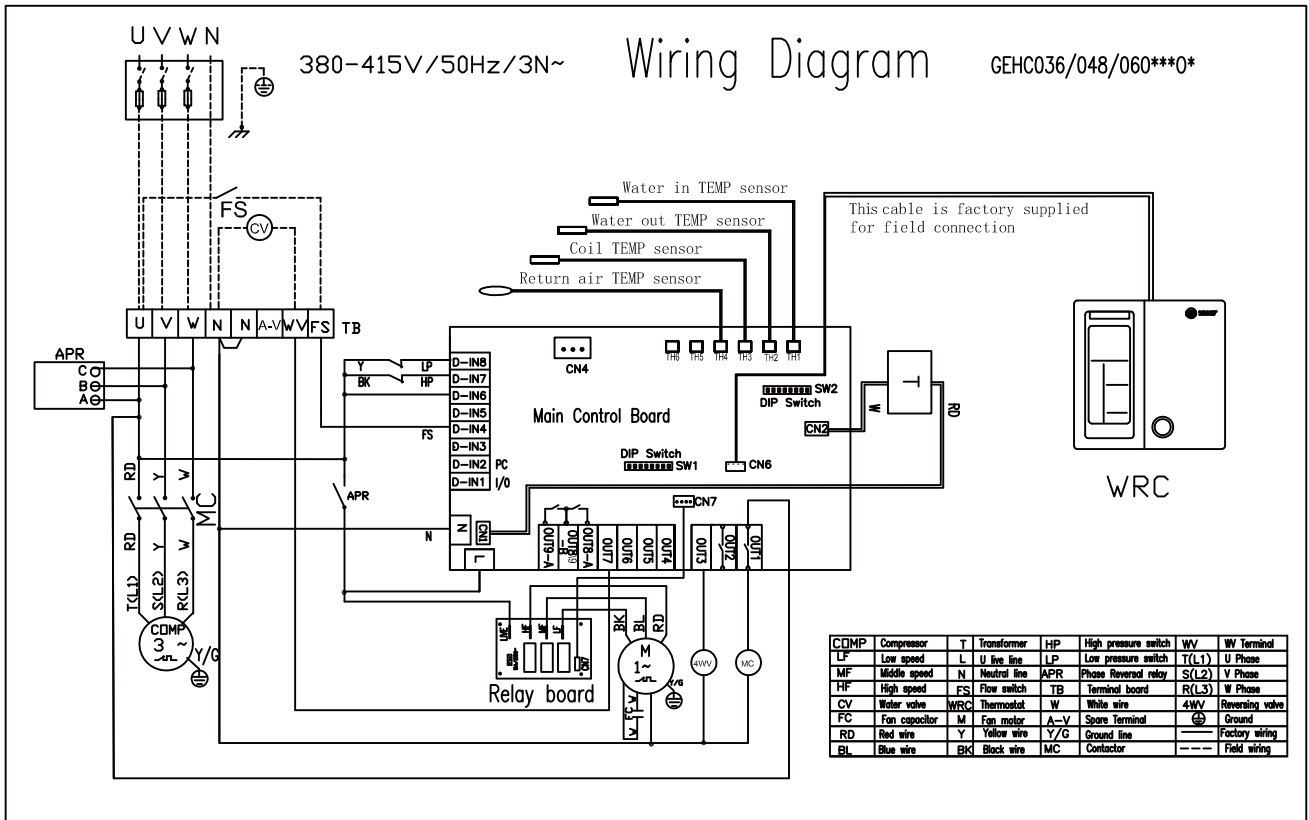 U V W N
380-415V/50Hz/3N~
Wiring Diagram
GEHC036/048/060***0*
FS
CV
Water in TEMP sensor
Water out TEMP sensor
Coil TEMP sensor
Return air TEMP sensor
This cable is factory supplied
for field connection
U V W N N A-V WV FS TB
APR
C
B
A
Y LP D-IN8
BK HP D-IN7
D-IN6
D-IN5
FS D-IN4
D-IN3
D-IN2 PC
D-IN1 I/O
CN4
TH6 TH5 TH4 TH3 TH2 TH1
SW2
DIP Switch
Main Control Board
CN2
DIP Switch
SW1
CN6
CN7
T
W
RD
WRC
RD Y W
MC
RD Y W
APR
N
N
CN1
L
OUT9-A
OUT8/9
-B
OUT8-A
OUT7
OUT6
OUT5
OUT4
OUT3
OUT2
OUT1
T(L1) S(L2) R(L3)
COMP
3 ~
Y/G
LIVE
HF MF LF
CN7
Relay board
BK BL RD
M
1~
Y/G
W FC W
4WV
MC
COMP Compressor T Transformer HP High pressure switch WV WV Terminal
LF Low speed L U live line LP Low pressure switch T(L1) U Phase
MF Middle speed N Neutral line APR Phase Reversal relay S(L2) V Phase
HF High speed FS Flow switch TB Terminal board R(L3) W Phase
CV Water valve WRC Thermostat W White wire 4WV Reversing valve
FC Fan capacitor M Fan motor A-V Spare Terminal Ground
RD Red wire Y Yellow wire Y/G Ground line Factory wiring
BL Blue wire BK Black wire MC Contactor Field wiring